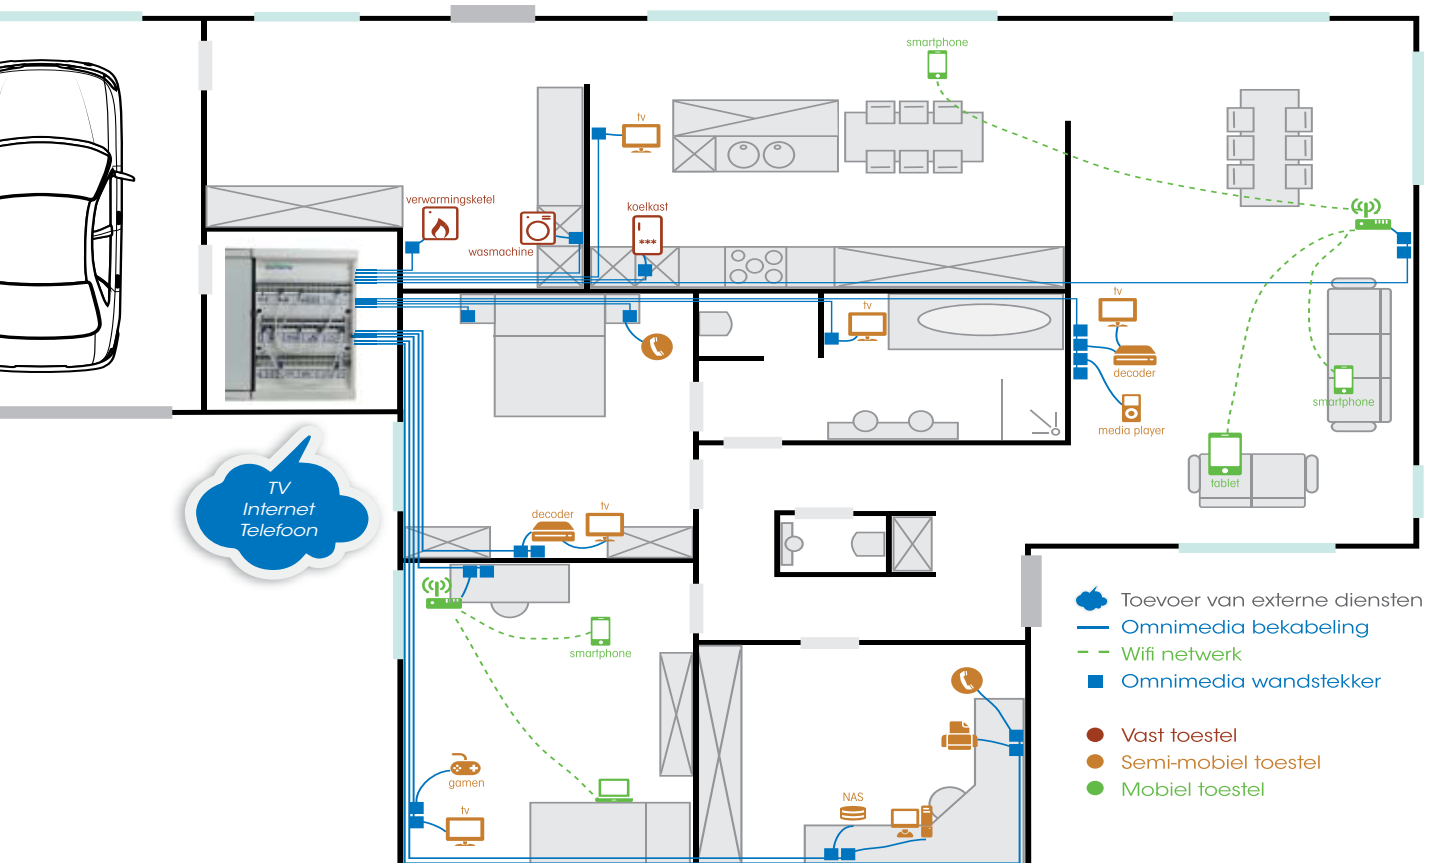 smartphone
tv
verwarmingsketel
koelkast
wasmachine
tv
tv
decoder
smartphone
media player
tablet
TV
Internet
Telefoon
decoder
tv
smartphone
gamen
tv
NAS
Toevoer van externe diensten
Omnimedia bekabeling
Wifi netwerk
Omnimedia wandstekker
Vast toestel
Semi-mobiel toestel
Mobiel toestel